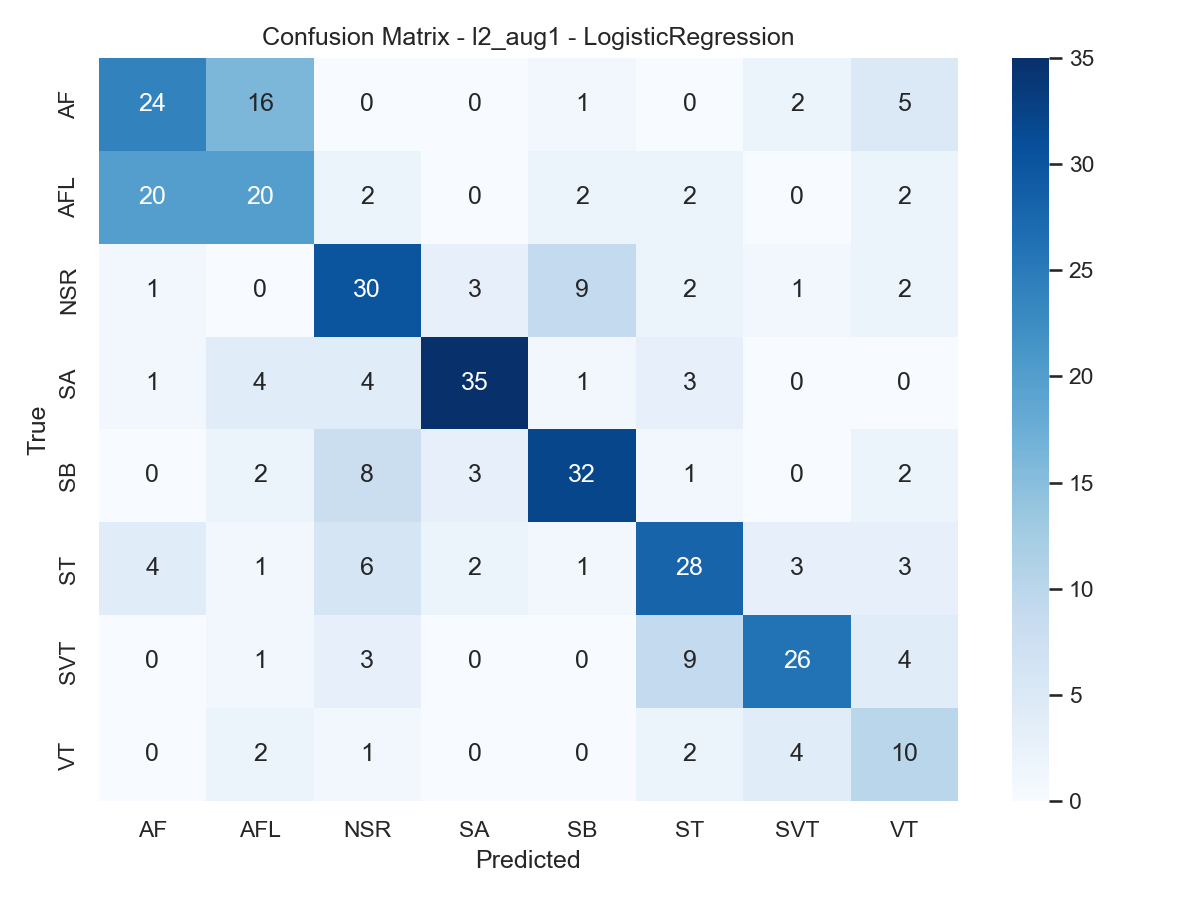 Confusion Matrix - l2_aug1 - LogisticRegression
AF 24 16 0 0 1 0 2 5
AFL 20 20 2 0 2 2 0 2
NSR 1 0 30 3 9 2 1 2
SA 1 4 4 35 1 3 0 0
SB 0 2 8 3 32 1 0 2
ST 4 1 6 2 1 28 3 3
SVT 0 1 3 0 0 9 26 4
VT 0 2 1 0 0 2 4 10
AF AFL NSR SA SB ST SVT VT
Predicted
True
35
30
25
20
15
10
5
0